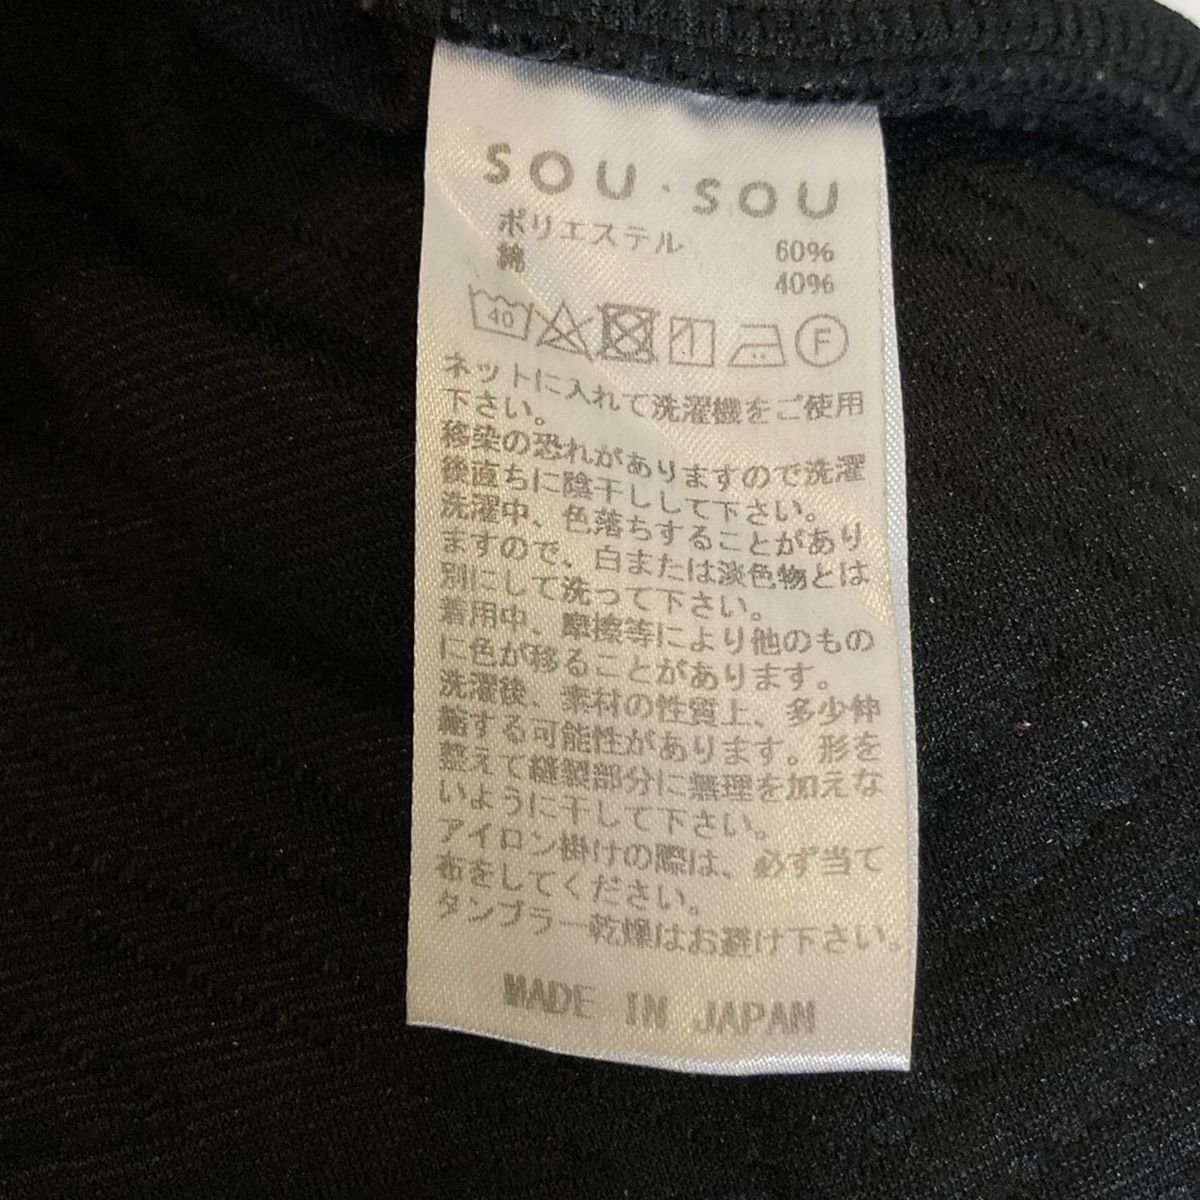 SOU・SOU
ポリエステル 60%
綿 40%
40 F
ネットに入れて洗濯機をご使用
下さい。
移染の恐れがありますので洗濯
後直ちに陰干しして下さい。
洗濯中、色落ちすることがあり
ますので、白または淡色物とは
別にして洗って下さい。
着用中、摩擦等により他のもの
に色が移ることがあります。
洗濯後、素材の性質上、多少伸
縮する可能性があります。形を
整えて縫製部分に無理を加えな
いように干して下さい。
アイロン掛けの際は、必ず当て
布をしてください。
タンブラー乾燥はお避け下さい。
MADE IN JAPAN